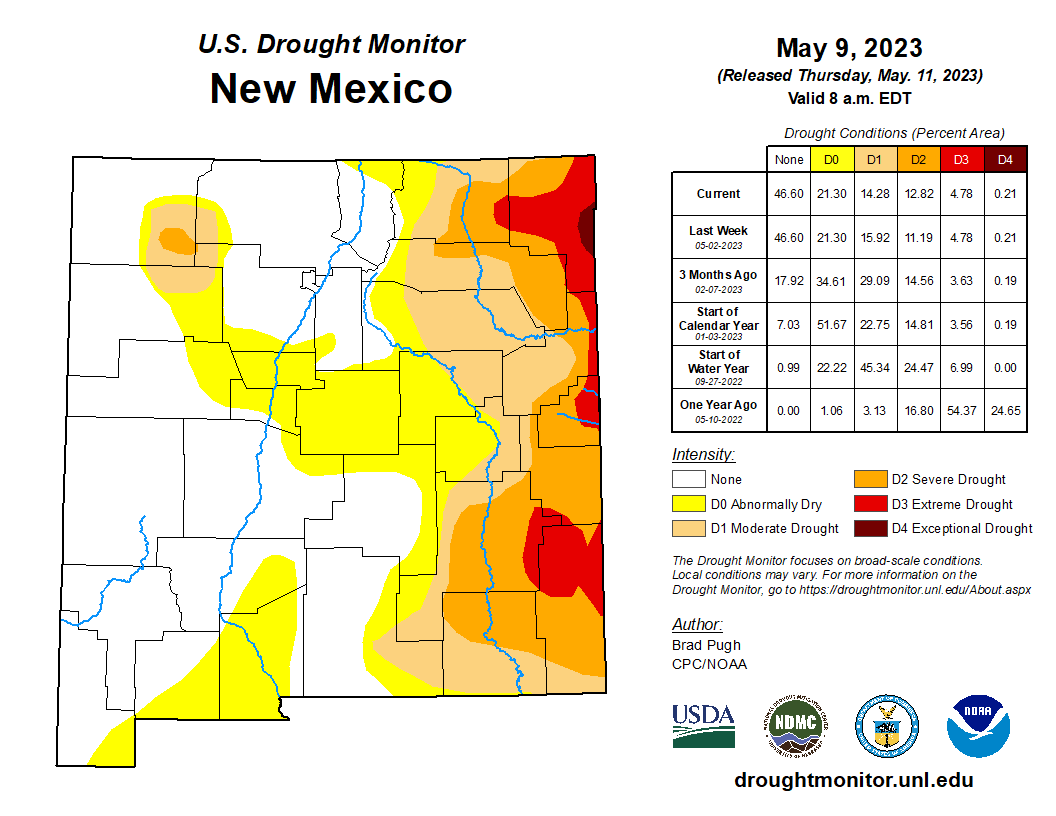 U.S. Drought Monitor
New Mexico
May 9, 2023
(Released Thursday, May. 11, 2023)
Valid 8 a.m. EDT
Drought Conditions (Percent Area)
None D0 D1 D2 D3 D4
Current 46.60 21.30 14.28 12.82 4.78 0.21
Last Week 46.60 21.30 15.92 11.19 4.78 0.21
05-02-2023
3 Months Ago 17.92 34.61 29.09 14.56 3.63 0.19
02-07-2023
Start of
Calendar Year 7.03 51.67 22.75 14.81 3.56 0.19
01-03-2023
Start of
Water Year 0.99 22.22 45.34 24.47 6.99 0.00
09-27-2022
One Year Ago 0.00 1.06 3.13 16.80 54.37 24.65
05-10-2022
Intensity:
None
D0 Abnormally Dry
D1 Moderate Drought
D2 Severe Drought
D3 Extreme Drought
D4 Exceptional Drought
The Drought Monitor focuses on broad-scale conditions.
Local conditions may vary. For more information on the
Drought Monitor, go to https://droughtmonitor.unl.edu/About.aspx
Author:
Brad Pugh
CPC/NOAA
USDA
NDMC
NOAA
droughtmonitor.unl.edu